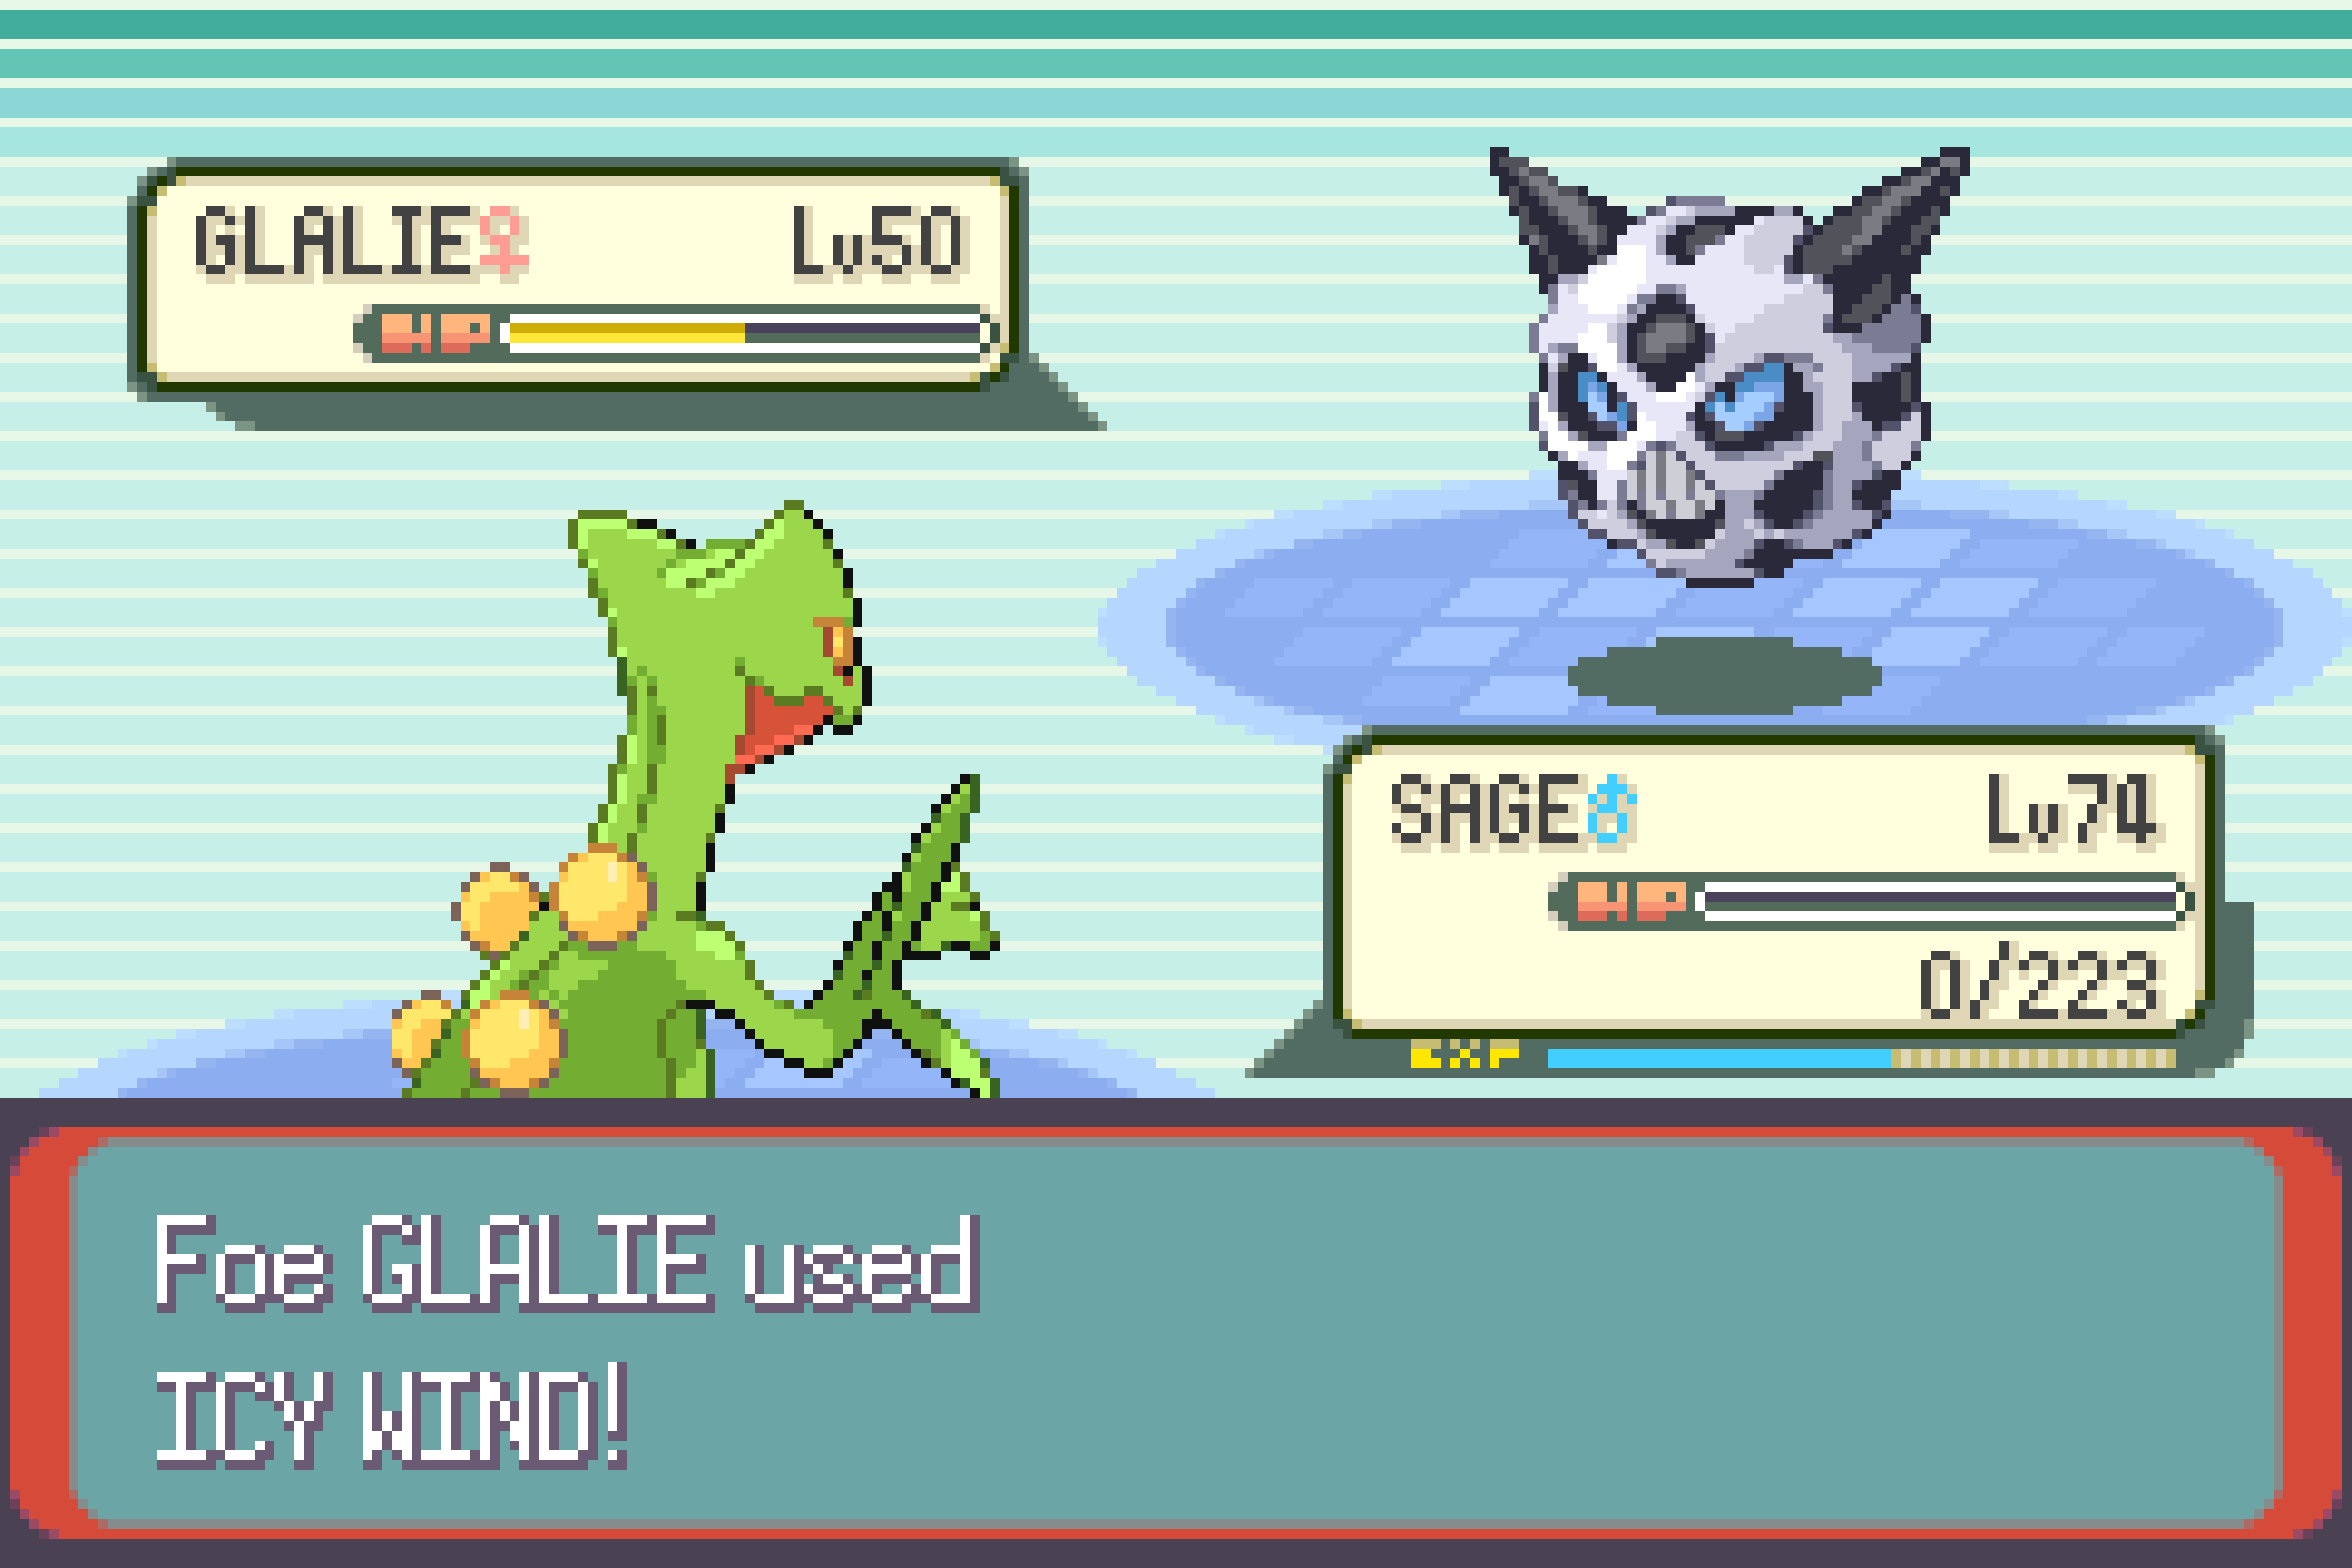 GLALIE♀ Lv50
HP
SAGE♂ Lv74
HP
0/223
EXP
Foe GLALIE used
ICY WIND!